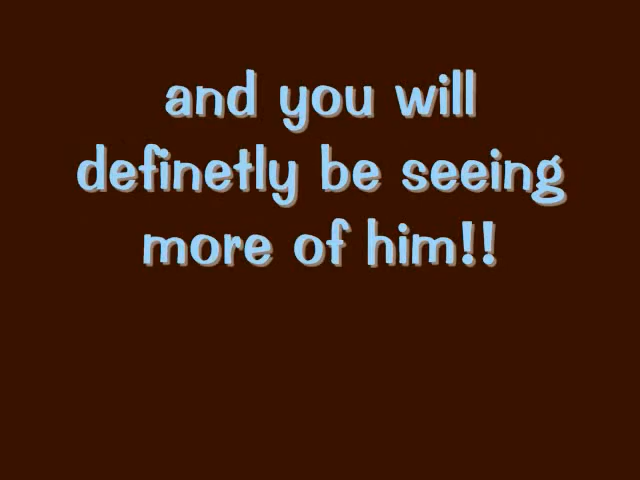 and you will
definetly be seeing
more of him!!